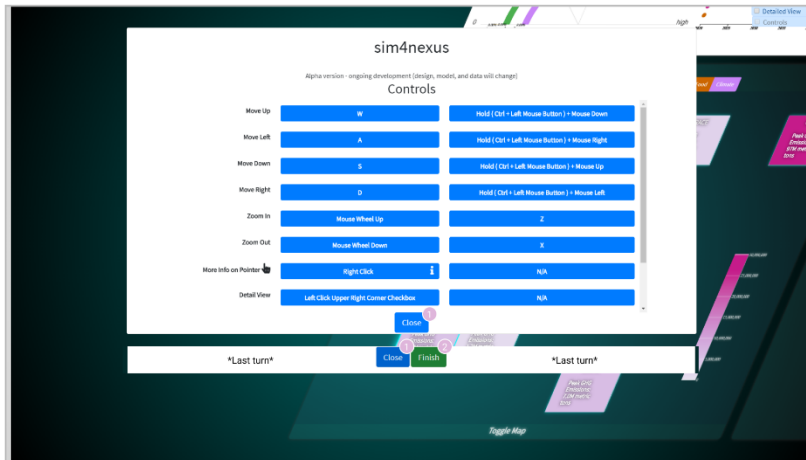 0
high
Detailed View
Controls
sim4nexus
Alpha version - ongoing development (design, model, and data will change)
Controls
Climate
Move Up
W
Hold ( Ctrl + Left Mouse Button ) + Mouse Down
Move Left
A
Hold ( Ctrl + Left Mouse Button ) + Mouse Right
Move Down
S
Hold ( Ctrl + Left Mouse Button ) + Mouse Up
Move Right
D
Hold ( Ctrl + Left Mouse Button ) + Mouse Left
Zoom In
Mouse Wheel Up
Z
Zoom Out
Mouse Wheel Down
X
More Info on Pointer
Right Click
i
N/A
Detail View
Left Click Upper Right Corner Checkbox
N/A
Close
1
*Last turn*
Close
1
Finish
2
*Last turn*
Peak GHG
Emissions:
Toggle Map